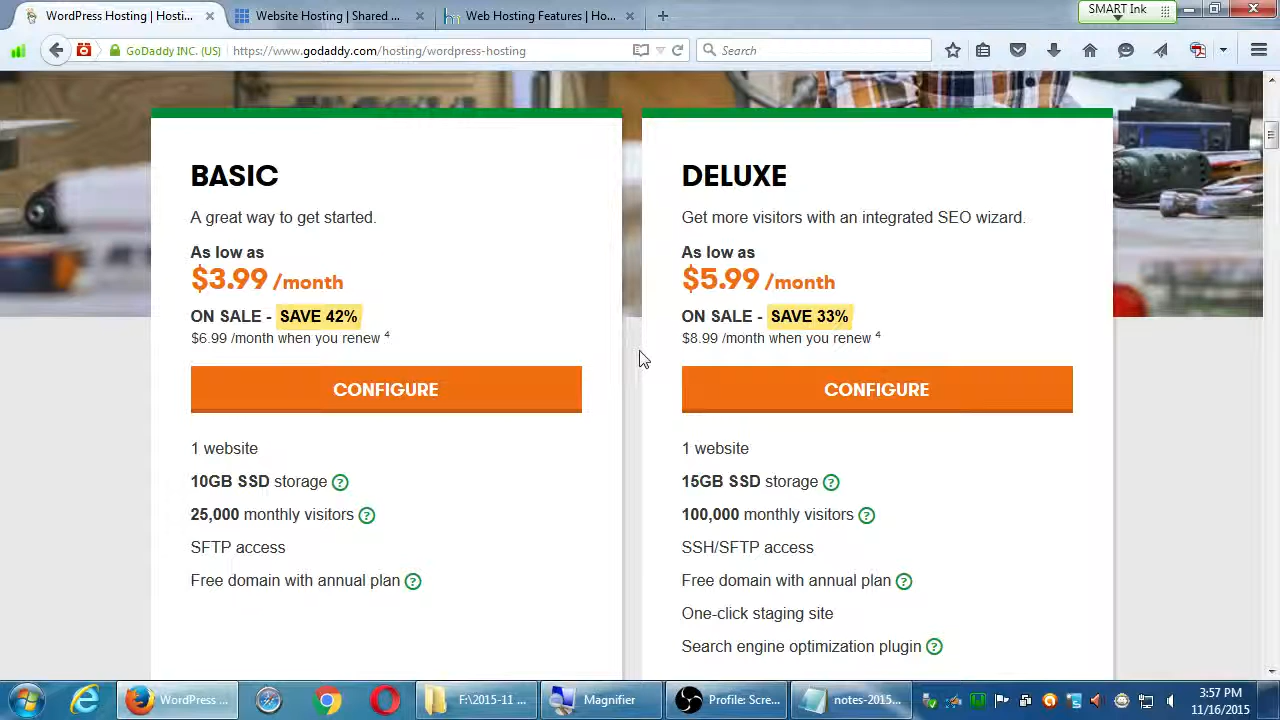 WordPress Hosting | Hosti...
Website Hosting | Shared ...
Web Hosting Features | Ho...
SMART Ink
GoDaddy INC. (US)
https://www.godaddy.com/hosting/wordpress-hosting
Search
BASIC
A great way to get started.
As low as
$3.99 /month
ON SALE - SAVE 42%
$6.99 /month when you renew 4
CONFIGURE
1 website
10GB SSD storage ?
25,000 monthly visitors ?
SFTP access
Free domain with annual plan ?
DELUXE
Get more visitors with an integrated SEO wizard.
As low as
$5.99 /month
ON SALE - SAVE 33%
$8.99 /month when you renew 4
CONFIGURE
1 website
15GB SSD storage ?
100,000 monthly visitors ?
SSH/SFTP access
Free domain with annual plan ?
One-click staging site
Search engine optimization plugin ?
WordPress ...
F:\2015-11 ...
Magnifier
Profile: Scre...
notes-2015...
3:57 PM
11/16/2015